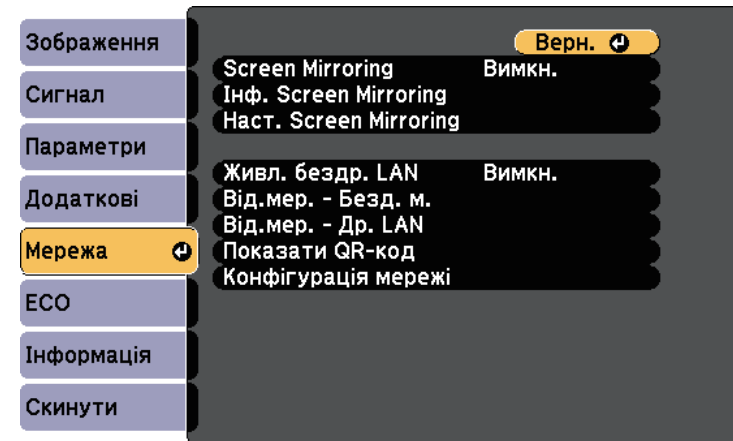 Зображення
Сигнал
Параметри
Додаткові
Мережа
ECO
Інформація
Скинути
Верн.
Screen Mirroring Вимкн.
Інф. Screen Mirroring
Наст. Screen Mirroring
Живл. бездр. LAN Вимкн.
Від.мер. - Безд. м.
Від.мер. - Др. LAN
Показати QR-код
Конфігурація мережі